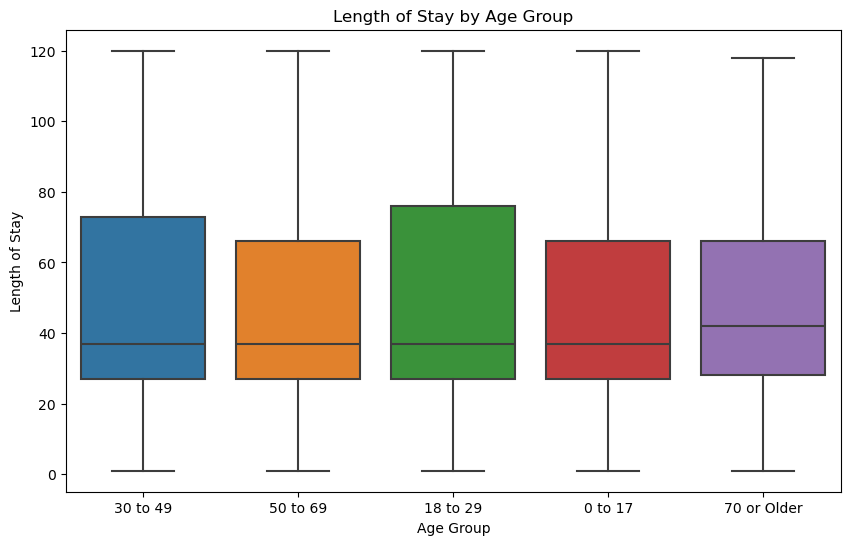 Length of Stay by Age Group
120
100
80
60
40
20
0
Length of Stay
30 to 49 50 to 69 18 to 29 0 to 17 70 or Older
Age Group